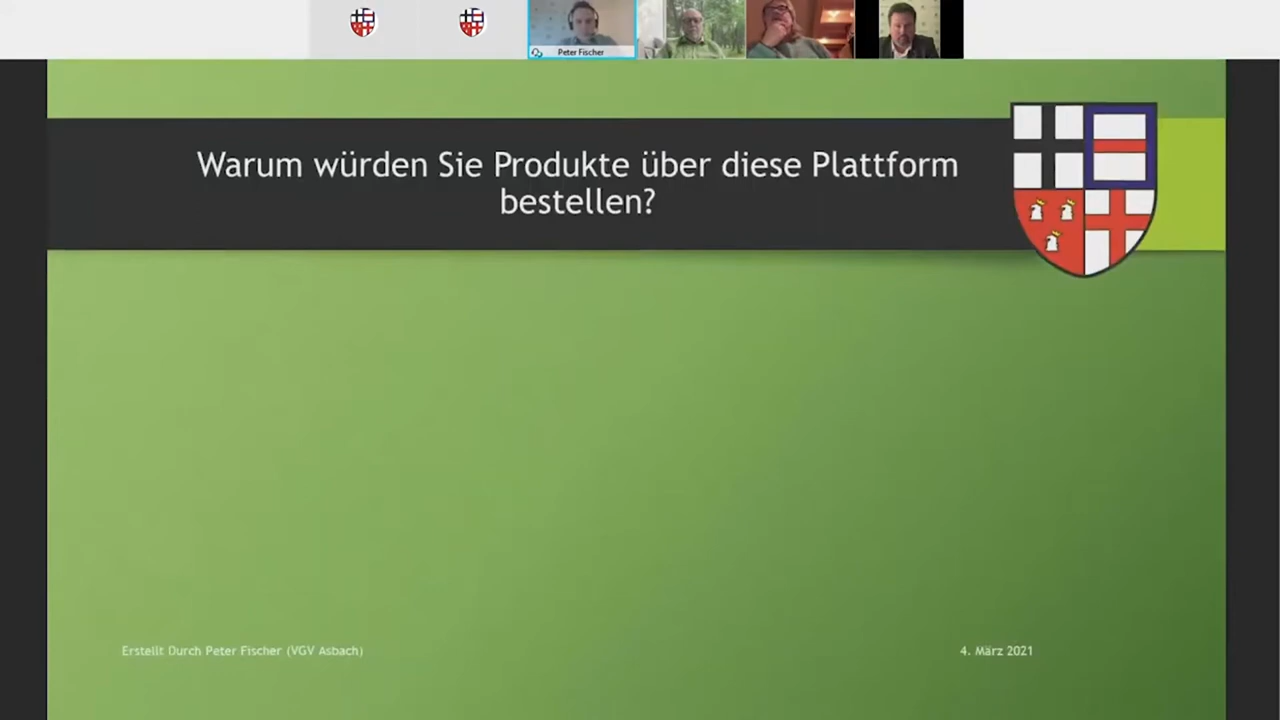 Peter Fischer
Warum würden Sie Produkte über diese Plattform
bestellen?
Erstellt Durch Peter Fischer (VGV Asbach)
4. März 2021